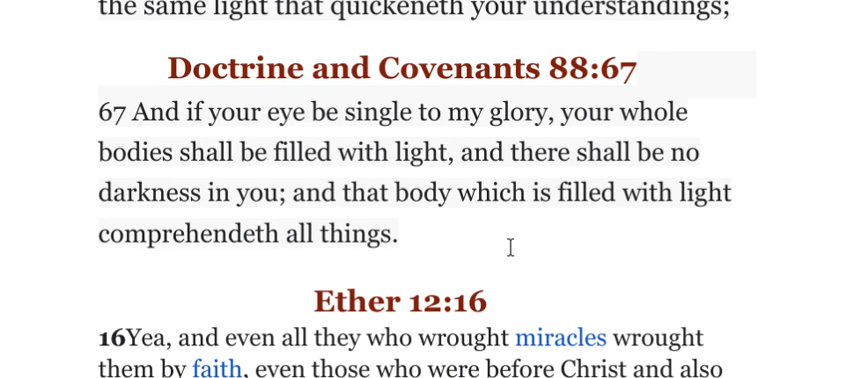 the same light that quickeneth your understandings;
Doctrine and Covenants 88:67
67 And if your eye be single to my glory, your whole
bodies shall be filled with light, and there shall be no
darkness in you; and that body which is filled with light
comprehendeth all things.
Ether 12:16
16Yea, and even all they who wrought miracles wrought
them by faith, even those who were before Christ and also